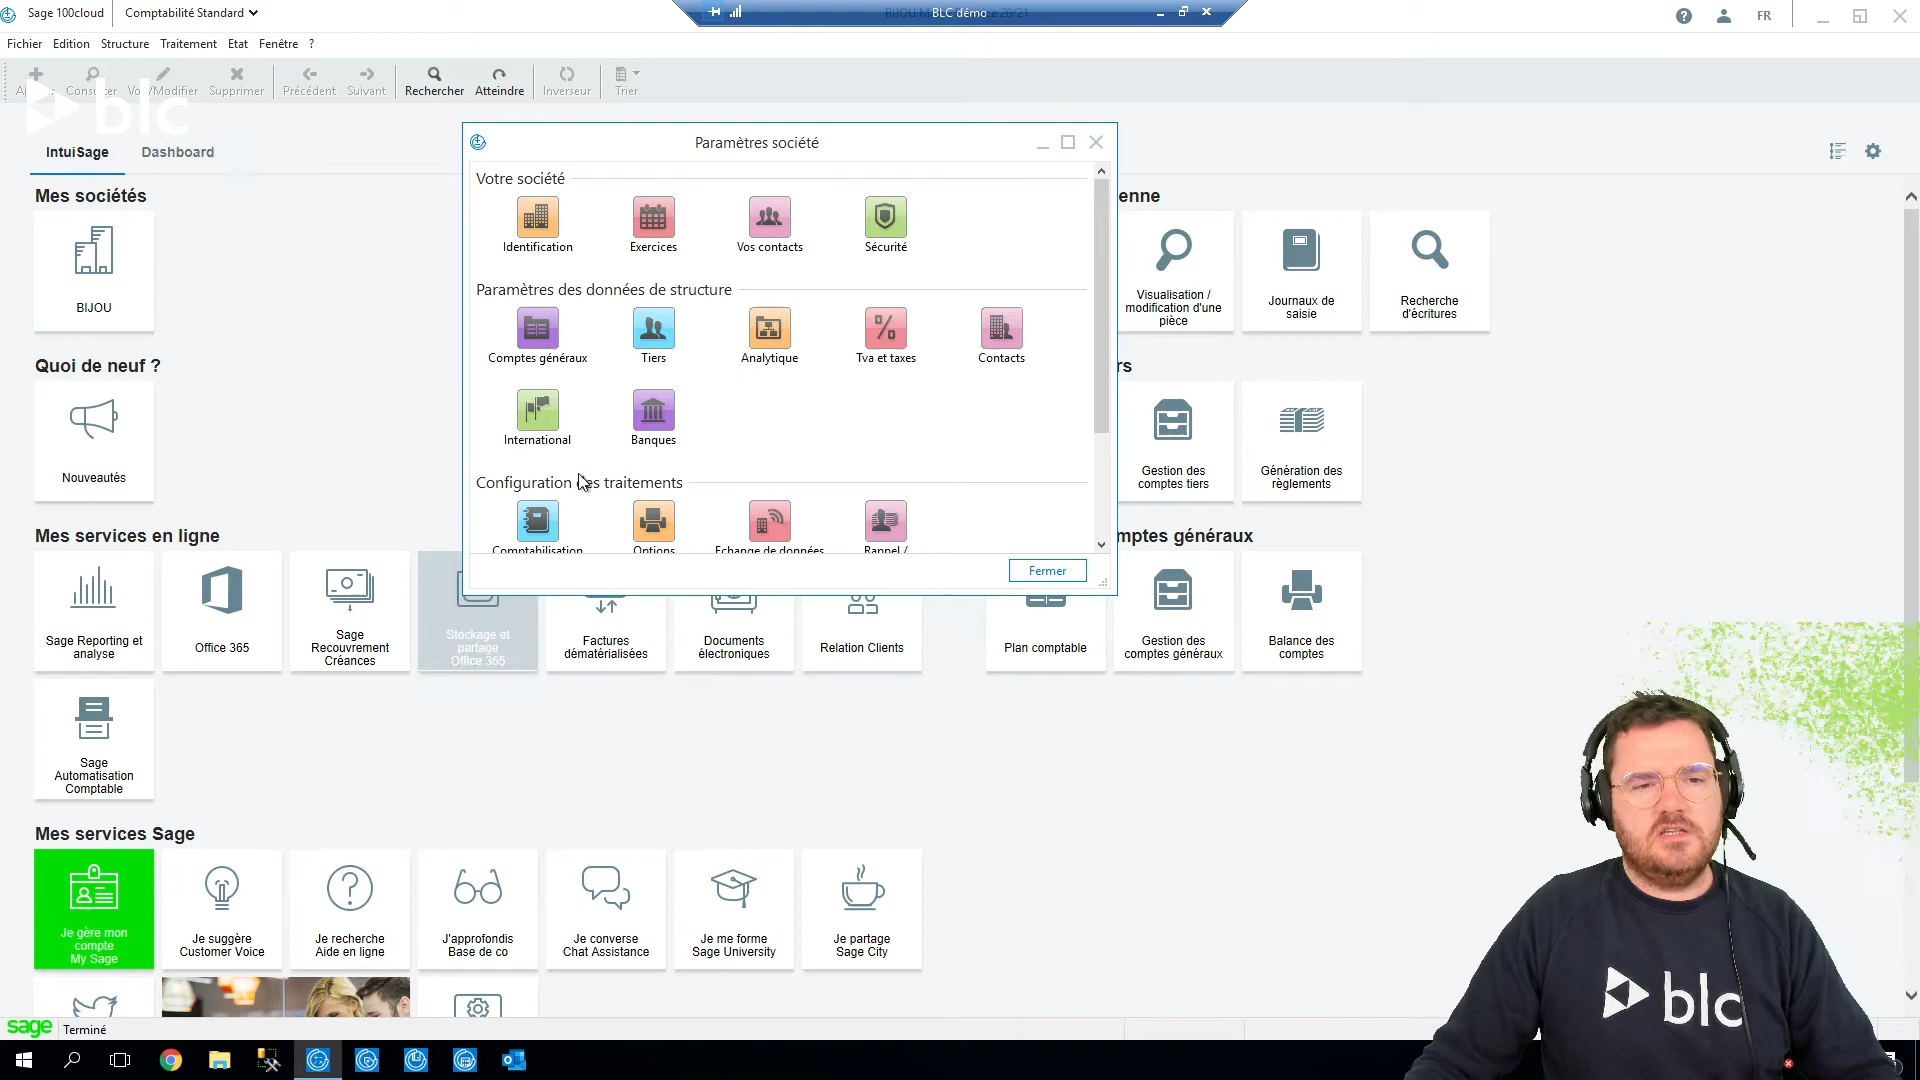 Sage 100cloud
Comptabilité Standard
BLC démo
FR
Fichier Edition Structure Traitement Etat Fenêtre ?
Consulter
Supprimer
Précédent
Suivant
Rechercher
Atteindre
Inverseur
Trier
blc
IntuiSage
Dashboard
Paramètres société
Votre société
Identification
Exercices
Vos contacts
Sécurité
Paramètres des données de structure
Comptes généraux
Tiers
Analytique
Tva et taxes
Contacts
International
Banques
Configuration des traitements
Comptabilisation
Options
Echange de données
Rappel /
Fermer
Mes sociétés
BIJOU
Quoi de neuf ?
Nouveautés
Mes services en ligne
Sage Reporting et
analyse
Office 365
Sage
Recouvrement
Créances
Stockage et
partage
Office 365
Factures
dématérialisées
Documents
électroniques
Relation Clients
Sage
Automatisation
Comptable
enne
Visualisation /
modification d'une
pièce
Journaux de
saisie
Recherche
d'écritures
rs
Gestion des
comptes tiers
Génération des
règlements
mptes généraux
Plan comptable
Gestion des
comptes généraux
Balance des
comptes
Mes services Sage
Je gère mon
compte
My Sage
Je suggère
Customer Voice
Je recherche
Aide en ligne
J'approfondis
Base de co
Je converse
Chat Assistance
Je me forme
Sage University
Je partage
Sage City
sage
Terminé
blc